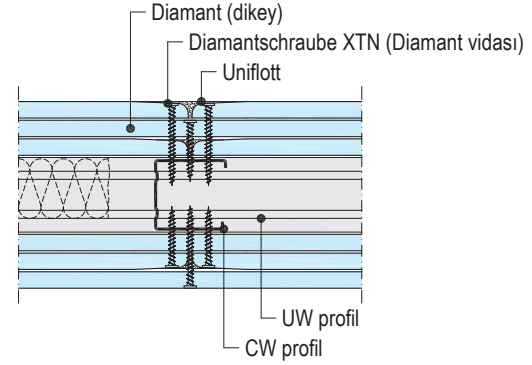 Diamant (dikey)
Diamantschraube XTN (Diamant vidası)
Uniflott
UW profil
CW profil